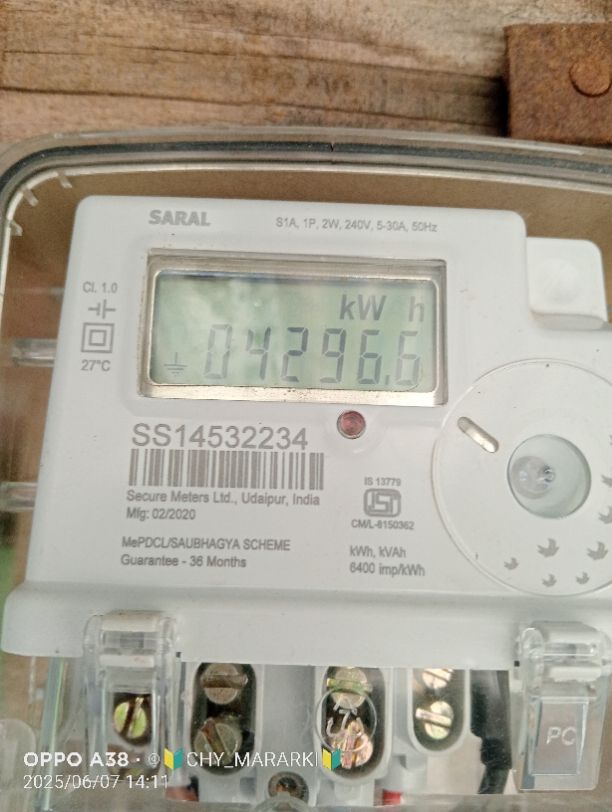 SARAL
S1A, 1P, 2W, 240V, 5-30A, 50Hz
Cl. 1.0
27°C
kW h
04296.6
SS14532234
Secure Meters Ltd., Udaipur, India
Mfg: 02/2020
MePDCL/SAUBHAGYA SCHEME
Guarantee - 36 Months
IS 13779
ISI
CM/L-8150362
kWh, kVAh
6400 imp/kWh
PC
OPPO A38 · @🔰CHY_MARARKI🔰
2025/06/07 14:11